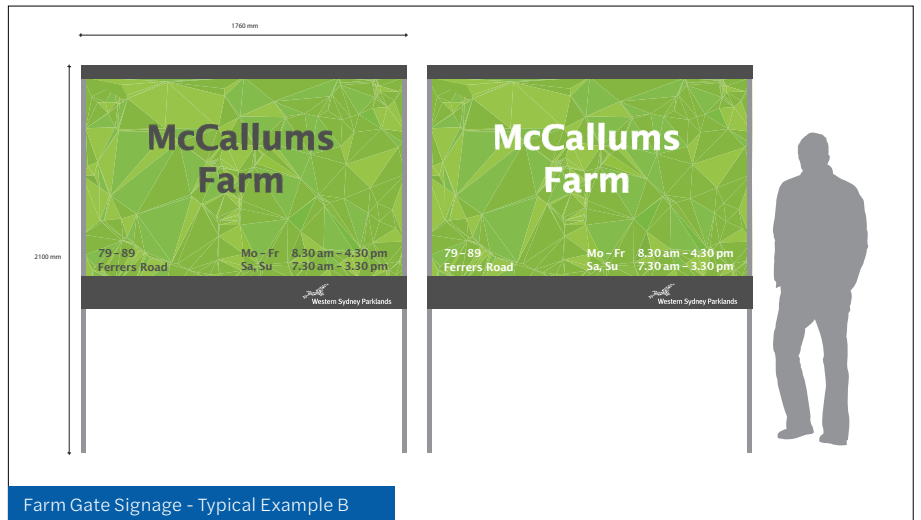 1760 mm
2100 mm
McCallums
Farm
79 – 89
Ferrers Road
Mo – Fr 8.30 am – 4.30 pm
Sa, Su 7.30 am – 3.30 pm
Western Sydney Parklands
McCallums
Farm
79 – 89
Ferrers Road
Mo – Fr 8.30 am – 4.30 pm
Sa, Su 7.30 am – 3.30 pm
Western Sydney Parklands
Farm Gate Signage - Typical Example B